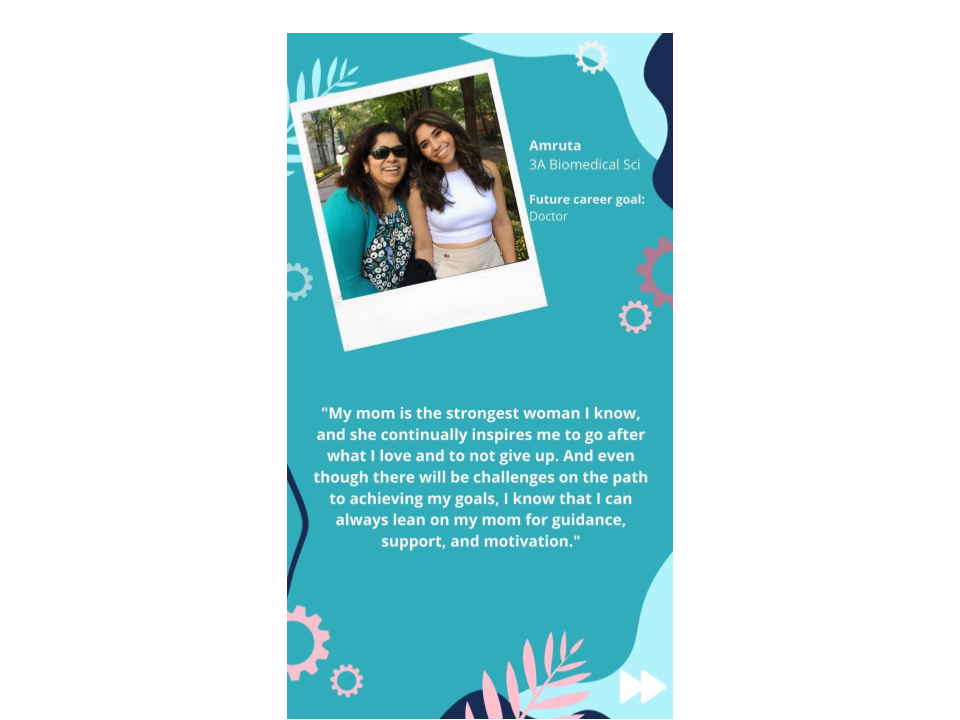 Amruta
3A Biomedical Sci
Future career goal:
Doctor
"My mom is the strongest woman I know,
and she continually inspires me to go after
what I love and to not give up. And even
though there will be challenges on the path
to achieving my goals, I know that I can
always lean on my mom for guidance,
support, and motivation."